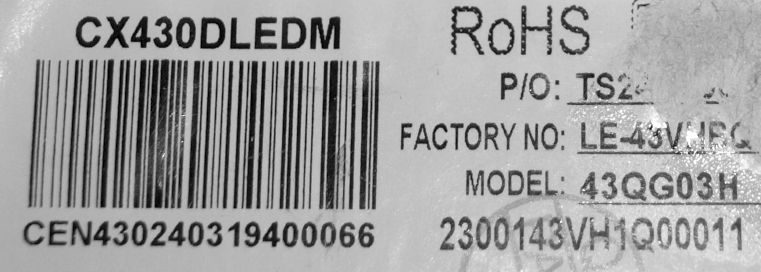 CX430DLEDM
CEN430240319400066
RoHS
P/O:
FACTORY NO:
MODEL: 43QG03H
2300143VH1Q00011